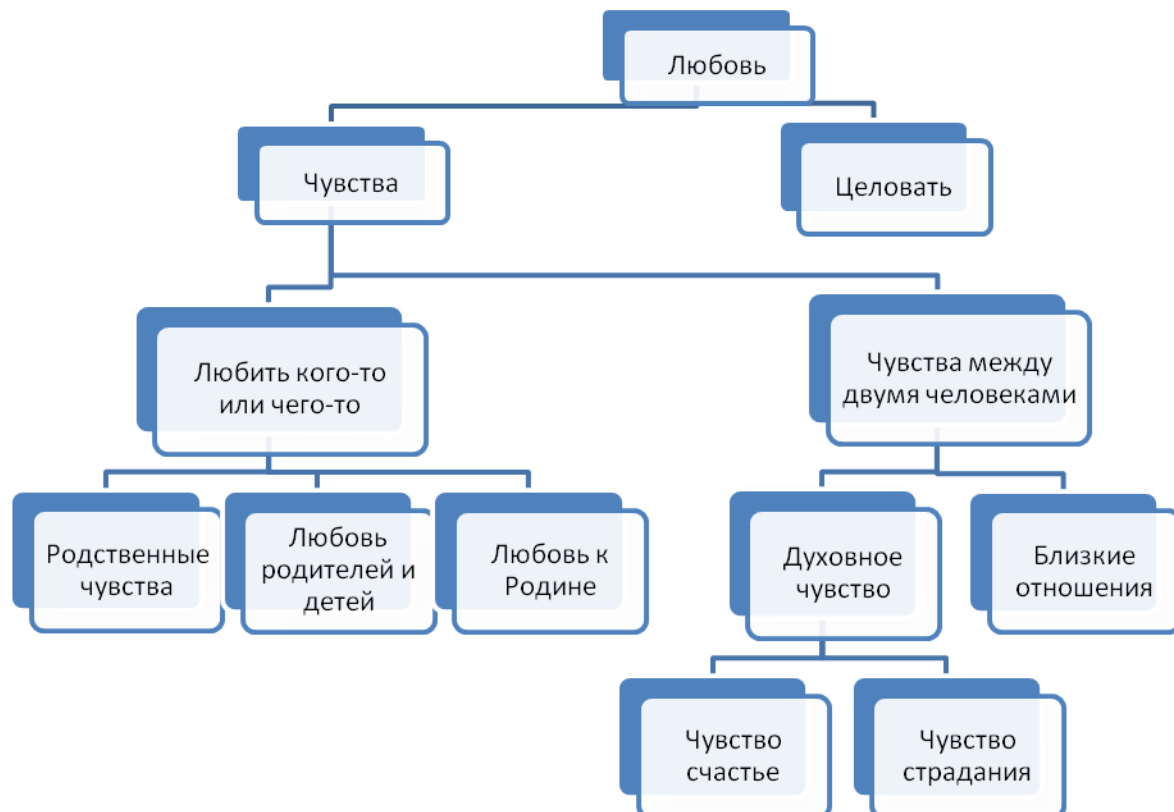 Любовь
Чувства
Целовать
Любить кого-то
или чего-то
Чувства между
двумя человеками
Родственные
чувства
Любовь
родителей и
детей
Любовь к
Родине
Духовное
чувство
Близкие
отношения
Чувство
счастье
Чувство
страдания